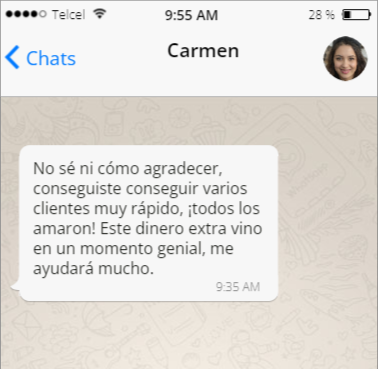 Telcel 9:55 AM 28 %
Chats Carmen
No sé ni cómo agradecer,
conseguiste conseguir varios
clientes muy rápido, ¡todos los
amaron! Este dinero extra vino
en un momento genial, me
ayudará mucho.
9:35 AM